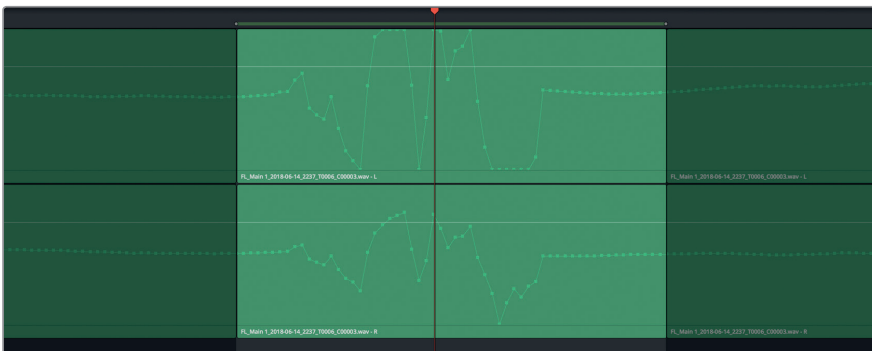 FL_Main 1_2018-06-14_2237_T0006_C00003.wav - L
FL_Main 1_2018-06-14_2237_T0006_C00003.wav - L
FL_Main 1_2018-06-14_2237_T0006_C00003.wav - R
FL_Main 1_2018-06-14_2237_T0006_C00003.wav - R